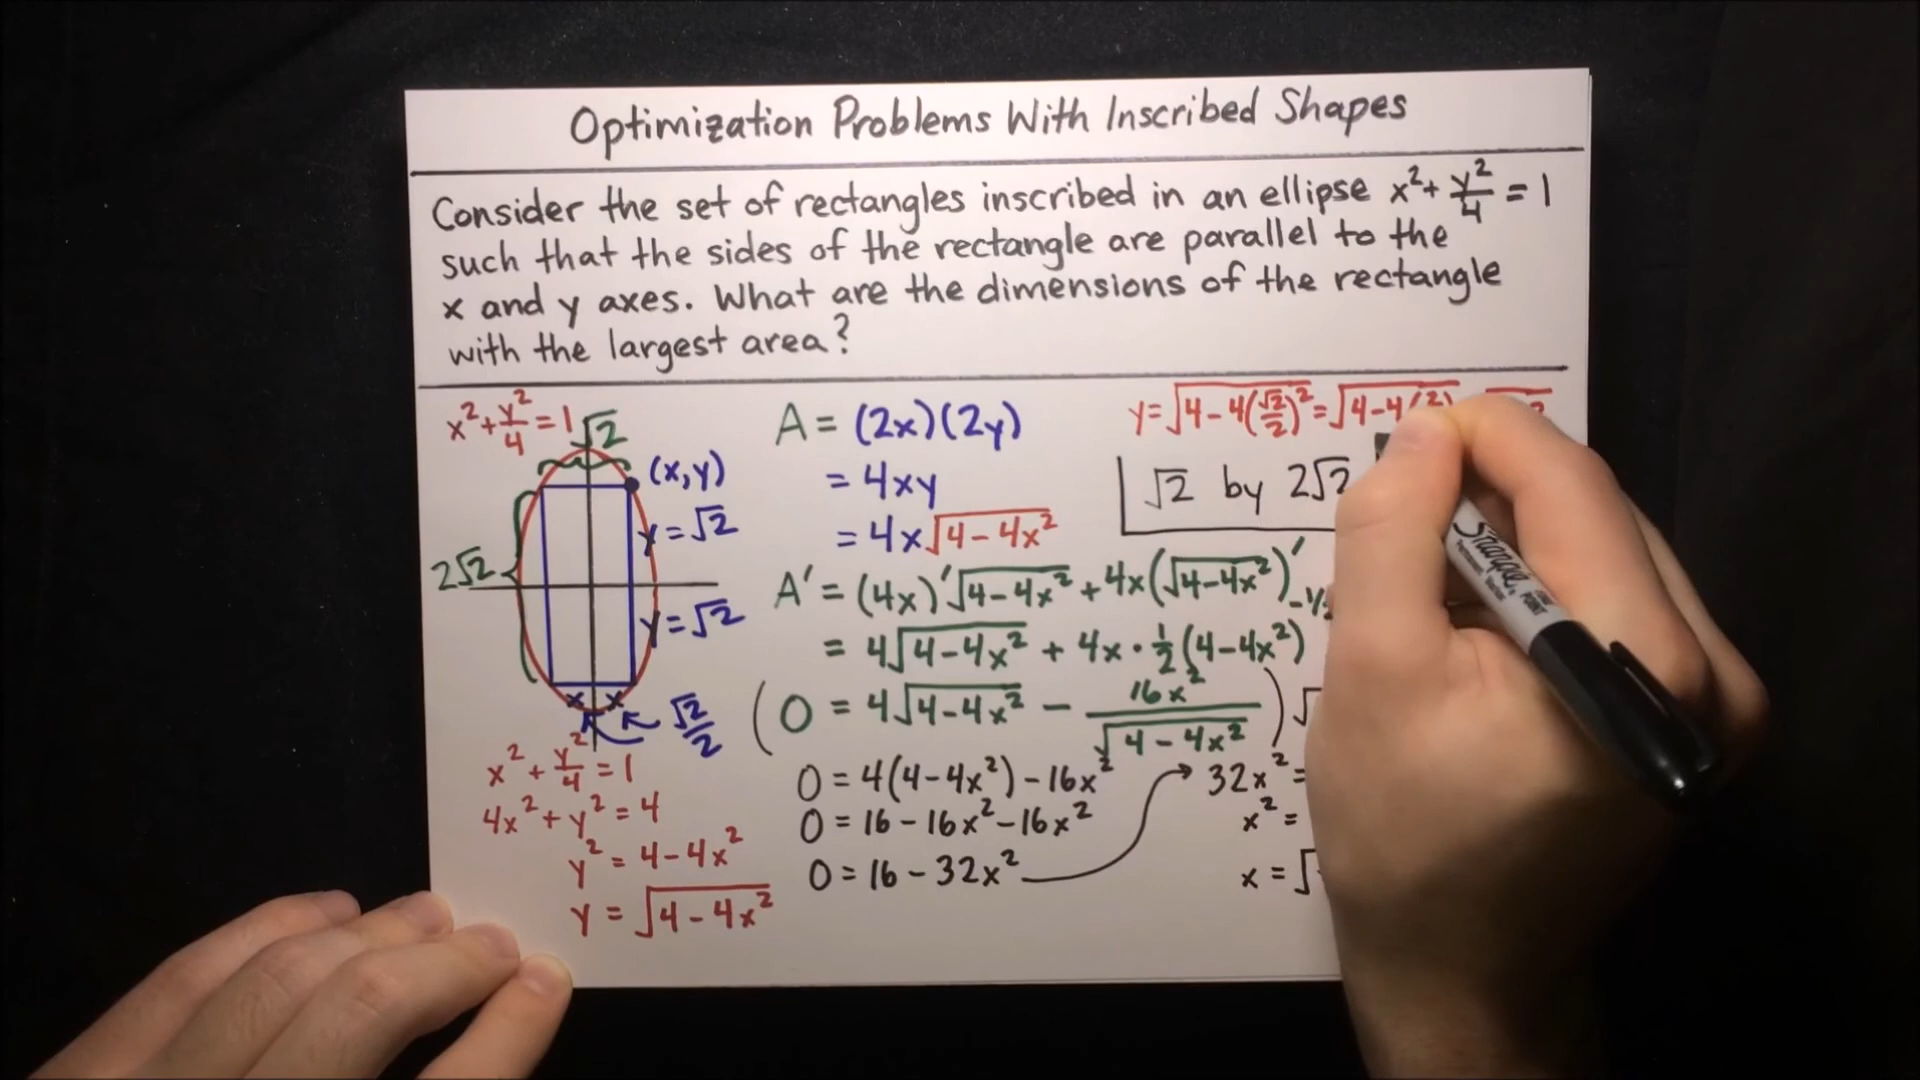 Optimization Problems With Inscribed Shapes
Consider the set of rectangles inscribed in an ellipse x² + y²/4 = 1
such that the sides of the rectangle are parallel to the
x and y axes. What are the dimensions of the rectangle
with the largest area?
x² + y²/4 = 1
√2
(x,y)
y = √2
2√2
y = √2
x x
√2/2
x² + y²/4 = 1
4x² + y² = 4
y² = 4 - 4x²
y = √(4 - 4x²)
A = (2x)(2y)
= 4xy
= 4x√(4 - 4x²)
A' = (4x)'√(4-4x²) + 4x(√(4-4x²))'
= 4√(4-4x²) + 4x · 1/2 (4-4x²)
(0 = 4√(4-4x²) - 16x²/√(4-4x²)) √
0 = 4(4-4x²) - 16x²
0 = 16 - 16x² - 16x²
0 = 16 - 32x²
32x² =
x² =
x = √
y = √(4-4(√2/2)²) = √(4-4(2
√2 by 2√2
Sharpie